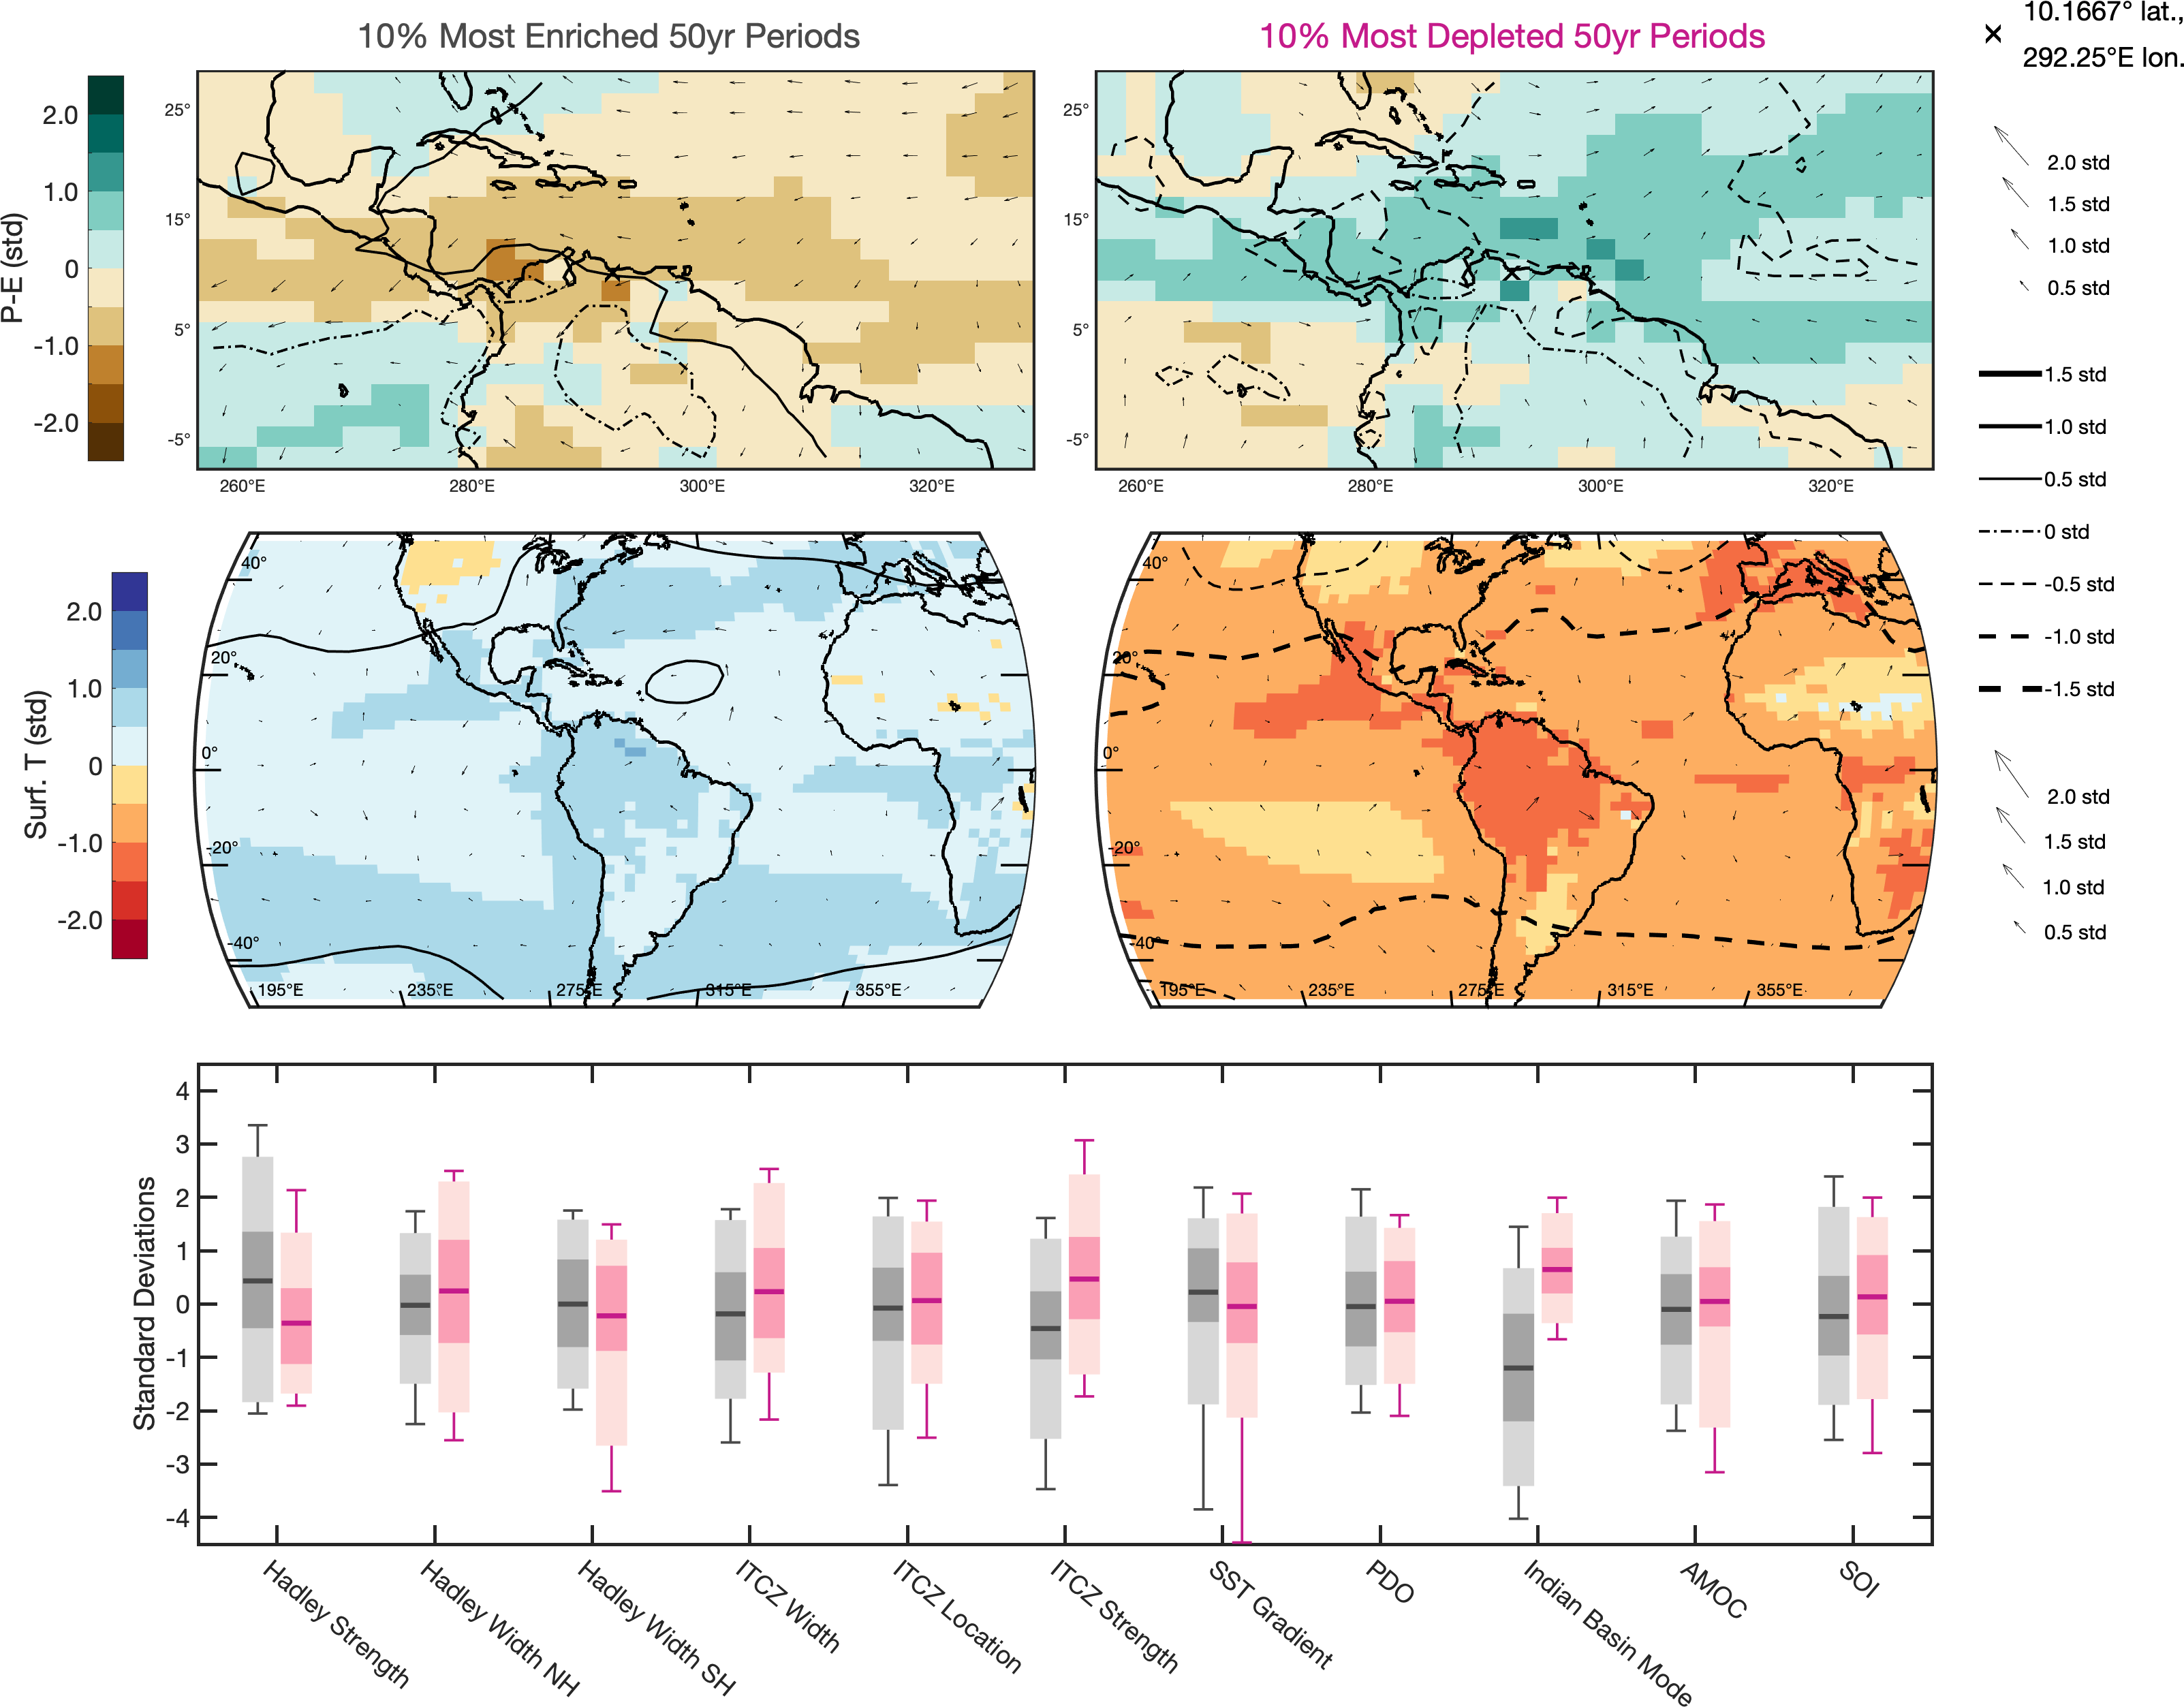 10% Most Enriched 50yr Periods
10% Most Depleted 50yr Periods
× 10.1667° lat.,
292.25°E lon.
P-E (std)
2.0
1.0
0
-1.0
-2.0
25°
15°
5°
-5°
260°E 280°E 300°E 320°E
25°
15°
5°
-5°
260°E 280°E 300°E 320°E
2.0 std
1.5 std
1.0 std
0.5 std
1.5 std
1.0 std
0.5 std
0 std
-0.5 std
-1.0 std
-1.5 std
Surf. T (std)
2.0
1.0
0
-1.0
-2.0
40°
20°
0°
-20°
-40°
195°E 235°E 275°E 315°E 355°E
40°
20°
0°
-20°
-40°
195°E 235°E 275°E 315°E 355°E
2.0 std
1.5 std
1.0 std
0.5 std
Standard Deviations
4
3
2
1
0
-1
-2
-3
-4
Hadley Strength
Hadley Width NH
Hadley Width SH
ITCZ Width
ITCZ Location
ITCZ Strength
SST Gradient
PDO
Indian Basin Mode
AMOC
SOI